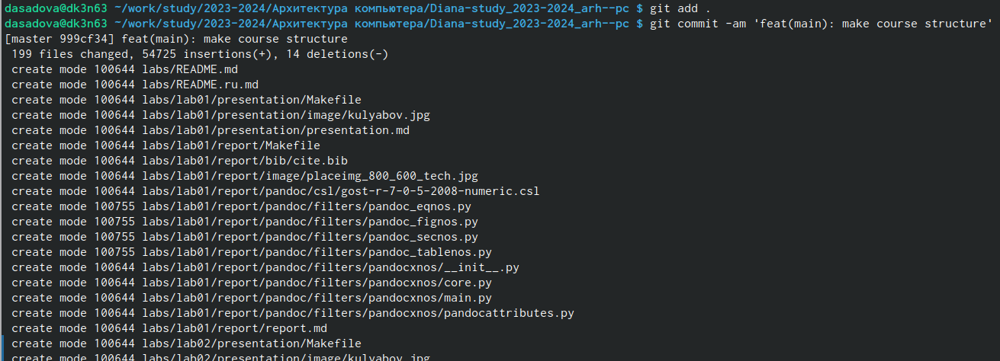 dasadova@dk3n63 ~/work/study/2023-2024/Архитектура компьютера/Diana-study_2023-2024_arh--pc $ git add .
dasadova@dk3n63 ~/work/study/2023-2024/Архитектура компьютера/Diana-study_2023-2024_arh--pc $ git commit -am 'feat(main): make course structure'
[master 999cf34] feat(main): make course structure
 199 files changed, 54725 insertions(+), 14 deletions(-)
 create mode 100644 labs/README.md
 create mode 100644 labs/README.ru.md
 create mode 100644 labs/lab01/presentation/Makefile
 create mode 100644 labs/lab01/presentation/image/kulyabov.jpg
 create mode 100644 labs/lab01/presentation/presentation.md
 create mode 100644 labs/lab01/report/Makefile
 create mode 100644 labs/lab01/report/bib/cite.bib
 create mode 100644 labs/lab01/report/image/placeimg_800_600_tech.jpg
 create mode 100644 labs/lab01/report/pandoc/csl/gost-r-7-0-5-2008-numeric.csl
 create mode 100755 labs/lab01/report/pandoc/filters/pandoc_eqnos.py
 create mode 100755 labs/lab01/report/pandoc/filters/pandoc_fignos.py
 create mode 100755 labs/lab01/report/pandoc/filters/pandoc_secnos.py
 create mode 100755 labs/lab01/report/pandoc/filters/pandoc_tablenos.py
 create mode 100644 labs/lab01/report/pandoc/filters/pandocxnos/__init__.py
 create mode 100644 labs/lab01/report/pandoc/filters/pandocxnos/core.py
 create mode 100644 labs/lab01/report/pandoc/filters/pandocxnos/main.py
 create mode 100644 labs/lab01/report/pandoc/filters/pandocxnos/pandocattributes.py
 create mode 100644 labs/lab01/report/report.md
 create mode 100644 labs/lab02/presentation/Makefile
 create mode 100644 labs/lab02/presentation/image/kulyabov.jpg